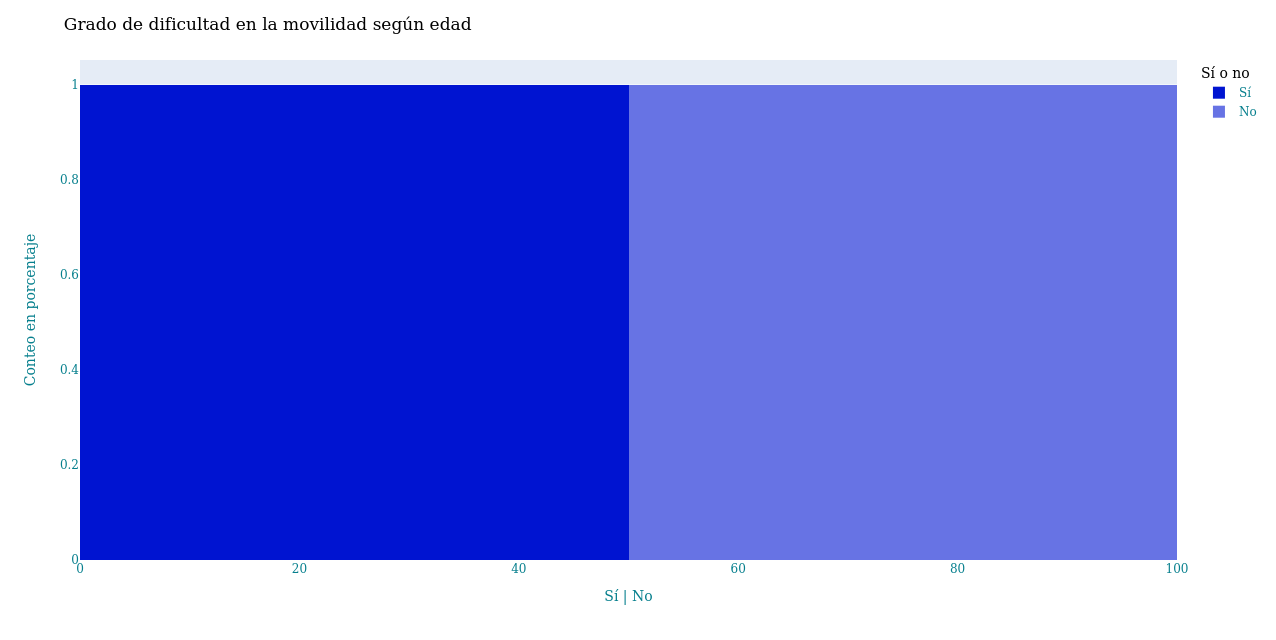 Grado de dificultad en la movilidad según edad
Sí o no
Sí
No
Conteo en porcentaje
1
0.8
0.6
0.4
0.2
0
0 20 40 60 80 100
Sí | No